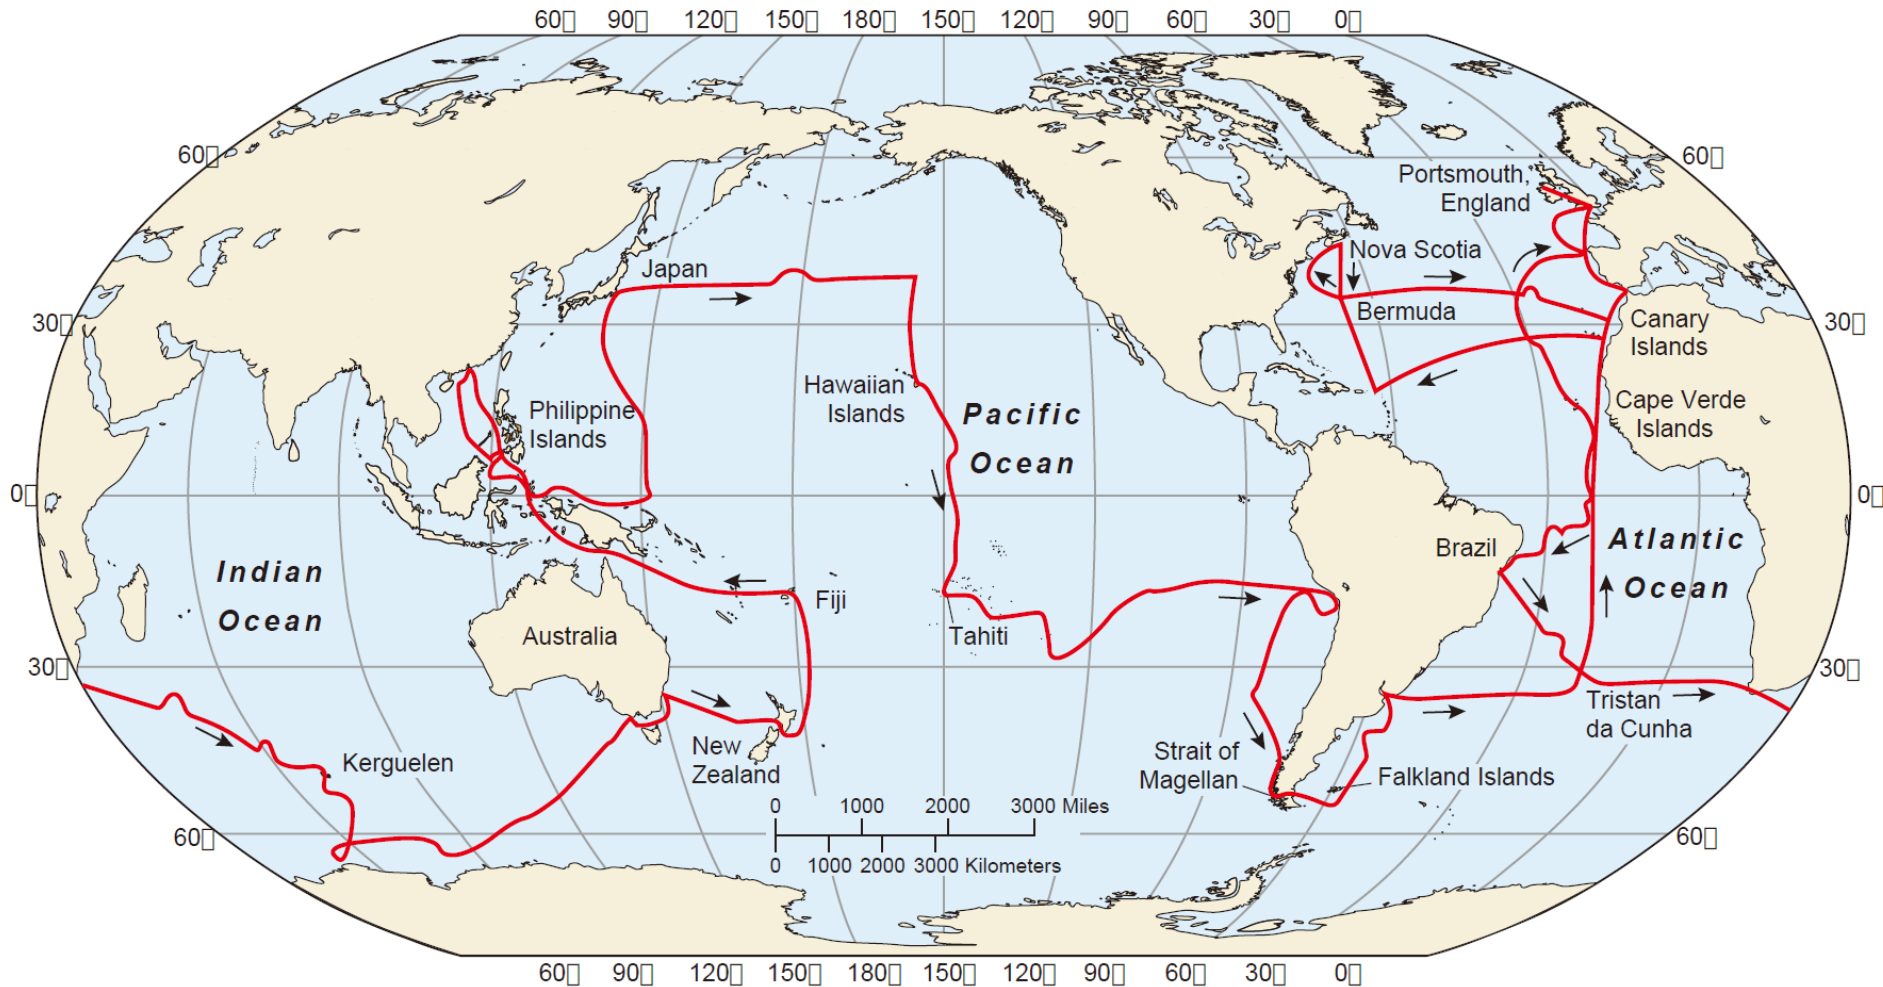 60▯ 90▯ 120▯ 150▯ 180▯ 150▯ 120▯ 90▯ 60▯ 30▯ 0▯
60▯
60▯
Portsmouth,
England
Nova Scotia
Japan
Bermuda
30▯
30▯
Canary
Islands
Hawaiian
Islands
Philippine
Islands
Pacific
Ocean
Cape Verde
Islands
0▯
0▯
Brazil
Atlantic
Ocean
Indian
Ocean
Fiji
Australia
Tahiti
30▯
30▯
Tristan
da Cunha
New
Zealand
Kerguelen
Strait of
Magellan
Falkland Islands
0 1000 2000 3000 Miles
0 1000 2000 3000 Kilometers
60▯
60▯
60▯ 90▯ 120▯ 150▯ 180▯ 150▯ 120▯ 90▯ 60▯ 30▯ 0▯